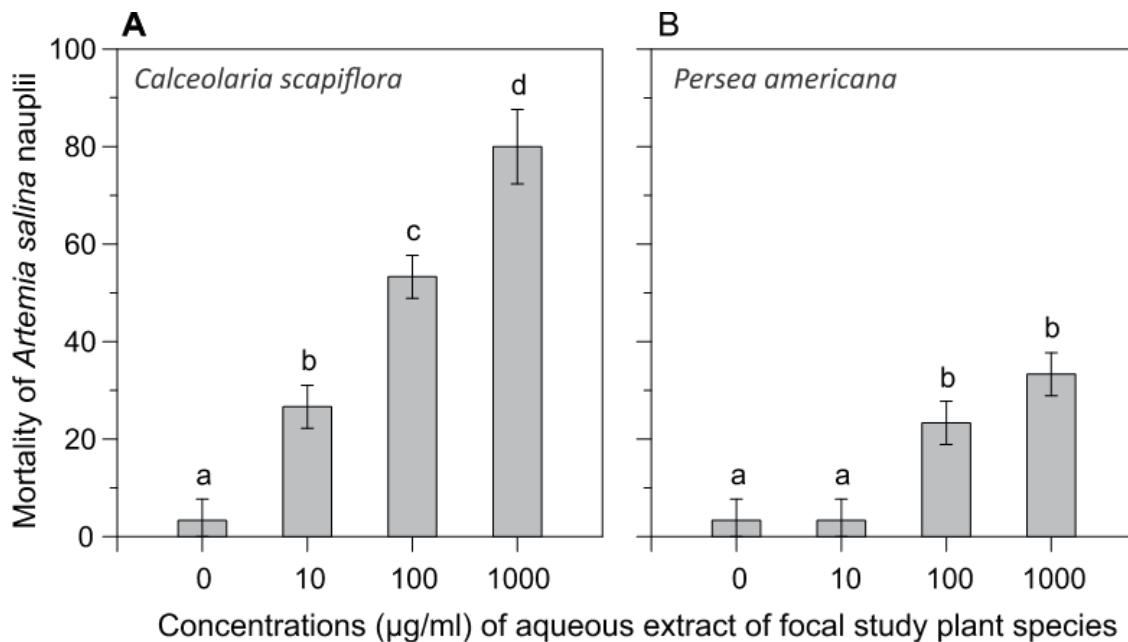 A
B
Mortality of Artemia salina nauplii
100
80
60
40
20
0
Calceolaria scapiflora
a
b
c
d
0 10 100 1000
Persea americana
a
a
b
b
0 10 100 1000
Concentrations (µg/ml) of aqueous extract of focal study plant species